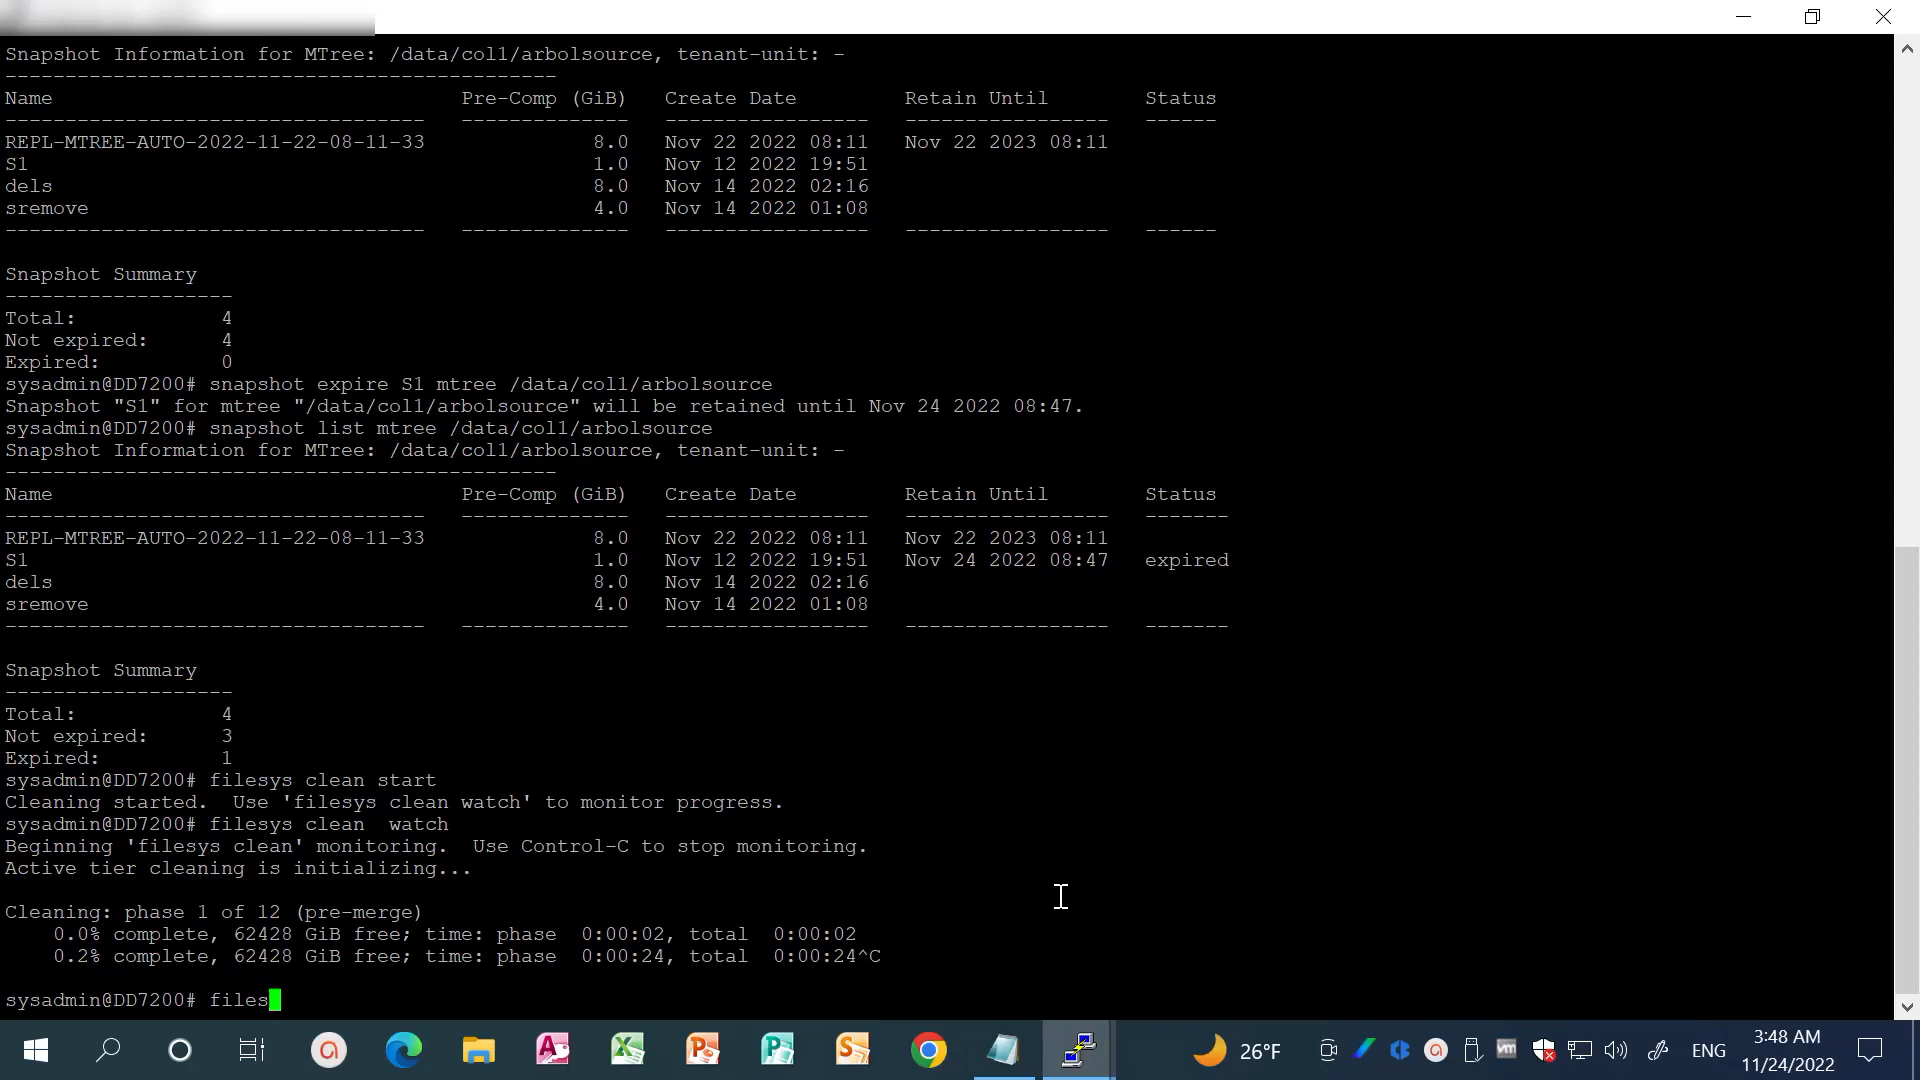 Snapshot Information for MTree: /data/col1/arbolsource, tenant-unit: -
----------------------------------------------
Name                                 Pre-Comp (GiB)   Create Date         Retain Until        Status
-----------------------------------  --------------   -----------------   -----------------   ------
REPL-MTREE-AUTO-2022-11-22-08-11-33             8.0   Nov 22 2022 08:11   Nov 22 2023 08:11
S1                                              1.0   Nov 12 2022 19:51
dels                                            8.0   Nov 14 2022 02:16
sremove                                         4.0   Nov 14 2022 01:08
-----------------------------------  --------------   -----------------   -----------------   ------
Snapshot Summary
-------------------
Total:            4
Not expired:      4
Expired:          0
sysadmin@DD7200# snapshot expire S1 mtree /data/col1/arbolsource
Snapshot "S1" for mtree "/data/col1/arbolsource" will be retained until Nov 24 2022 08:47.
sysadmin@DD7200# snapshot list mtree /data/col1/arbolsource
Snapshot Information for MTree: /data/col1/arbolsource, tenant-unit: -
----------------------------------------------
Name                                 Pre-Comp (GiB)   Create Date         Retain Until        Status
-----------------------------------  --------------   -----------------   -----------------   -------
REPL-MTREE-AUTO-2022-11-22-08-11-33             8.0   Nov 22 2022 08:11   Nov 22 2023 08:11
S1                                              1.0   Nov 12 2022 19:51   Nov 24 2022 08:47   expired
dels                                            8.0   Nov 14 2022 02:16
sremove                                         4.0   Nov 14 2022 01:08
-----------------------------------  --------------   -----------------   -----------------   -------
Snapshot Summary
-------------------
Total:            4
Not expired:      3
Expired:          1
sysadmin@DD7200# filesys clean start
Cleaning started.  Use 'filesys clean watch' to monitor progress.
sysadmin@DD7200# filesys clean  watch
Beginning 'filesys clean' monitoring.  Use Control-C to stop monitoring.
Active tier cleaning is initializing...
Cleaning: phase 1 of 12 (pre-merge)
    0.0% complete, 62428 GiB free; time: phase  0:00:02, total  0:00:02
    0.2% complete, 62428 GiB free; time: phase  0:00:24, total  0:00:24^C
sysadmin@DD7200# files
26°F
ENG
3:48 AM
11/24/2022